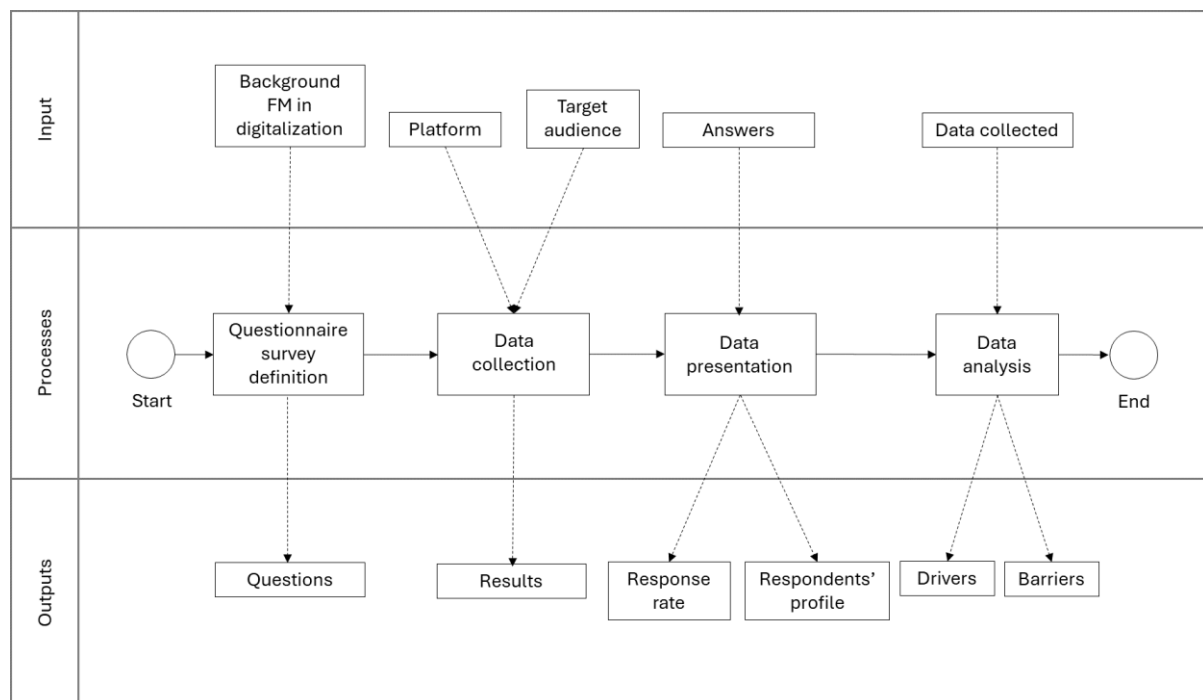 Input
Background
FM in
digitalization
Platform
Target
audience
Answers
Data collected
Processes
Start
Questionnaire
survey
definition
Data
collection
Data
presentation
Data
analysis
End
Outputs
Questions
Results
Response
rate
Respondents’
profile
Drivers
Barriers